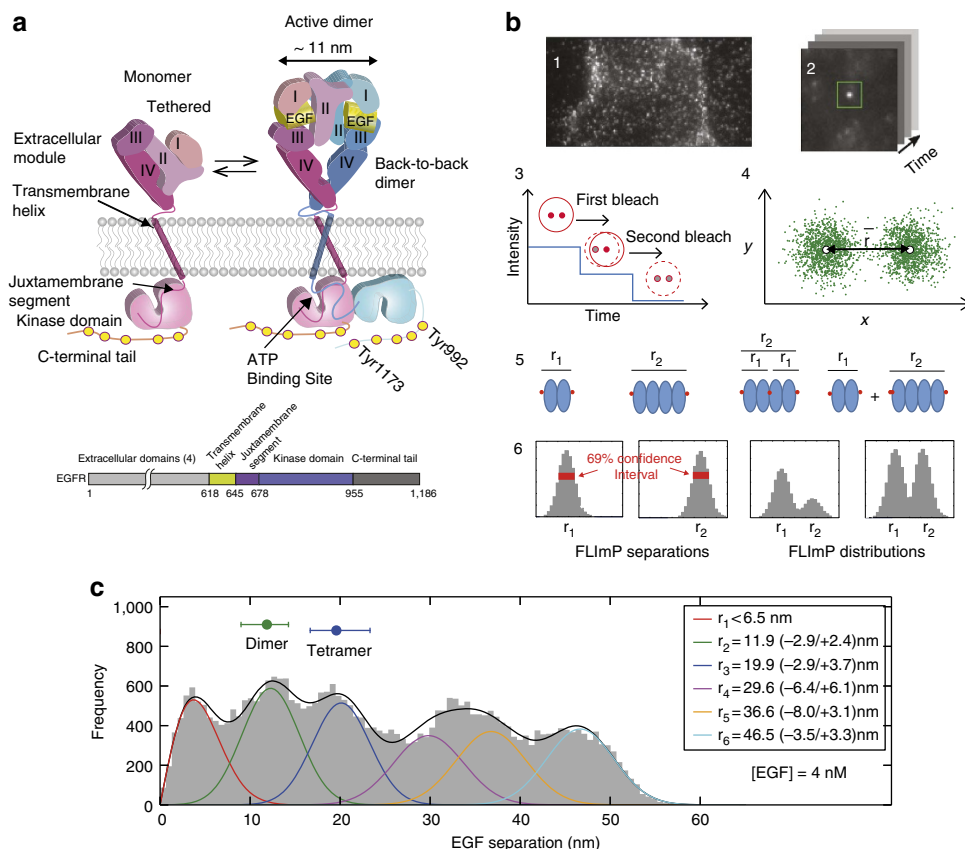 a
Active dimer
~ 11 nm
Monomer
Tethered
Extracellular
module
Transmembrane
helix
III
II
I
IV
I
II
I
EGF
EGF
III
II
III
IV
IV
Back-to-back
dimer
Juxtamembrane
segment
Kinase domain
C-terminal tail
ATP
Binding Site
Tyr1173
Tyr992
Extracellular domains (4)
Transmembrane
helix
Juxtamembrane
segment
Kinase domain
C-terminal tail
EGFR
1
618
645
678
955
1,186
b
1
2
Time
3
Intensity
First bleach
Second bleach
Time
4
y
r
x
5
r1
r2
r2
r1 r1
r1
+
r2
6
69% confidence
Interval
r1
r2
r1 r2
r1 r2
FLImP separations
FLImP distributions
c
1,000
800
600
400
200
0
Frequency
Dimer
Tetramer
r1 < 6.5 nm
r2 = 11.9 (−2.9/+2.4)nm
r3 = 19.9 (−2.9/+3.7)nm
r4 = 29.6 (−6.4/+6.1)nm
r5 = 36.6 (−8.0/+3.1)nm
r6 = 46.5 (−3.5/+3.3)nm
[EGF] = 4 nM
0 10 20 30 40 50 60
EGF separation (nm)